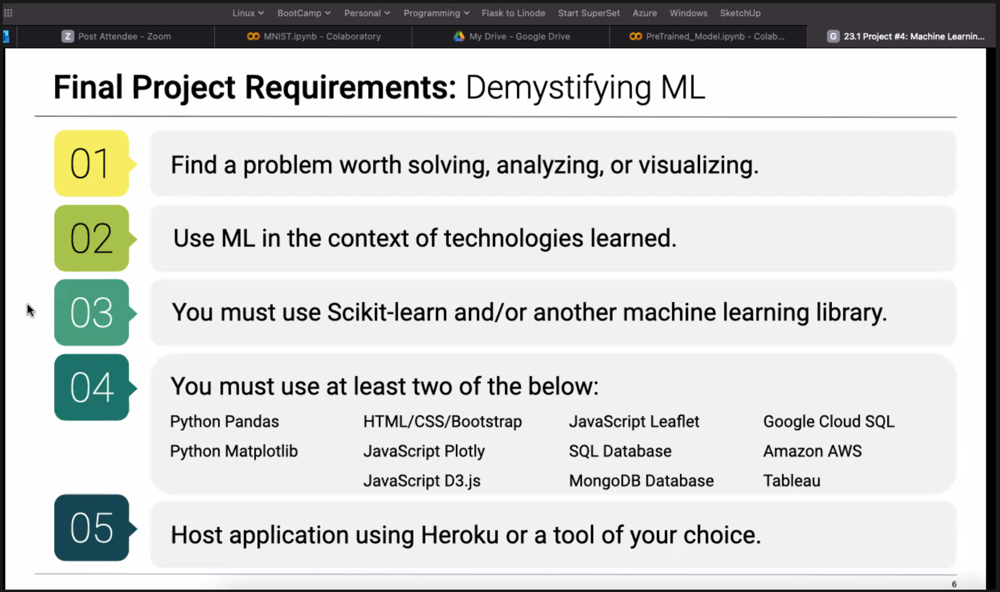 Linux BootCamp Personal Programming Flask to Linode Start SuperSet Azure Windows SketchUp
Z Post Attendee - Zoom MNIST.ipynb - Colaboratory My Drive - Google Drive PreTrained_Model.ipynb - Colab... G 23.1 Project #4: Machine Learnin...
Final Project Requirements: Demystifying ML
01 Find a problem worth solving, analyzing, or visualizing.
02 Use ML in the context of technologies learned.
03 You must use Scikit-learn and/or another machine learning library.
04 You must use at least two of the below:
Python Pandas HTML/CSS/Bootstrap JavaScript Leaflet Google Cloud SQL
Python Matplotlib JavaScript Plotly SQL Database Amazon AWS
JavaScript D3.js MongoDB Database Tableau
05 Host application using Heroku or a tool of your choice.
6